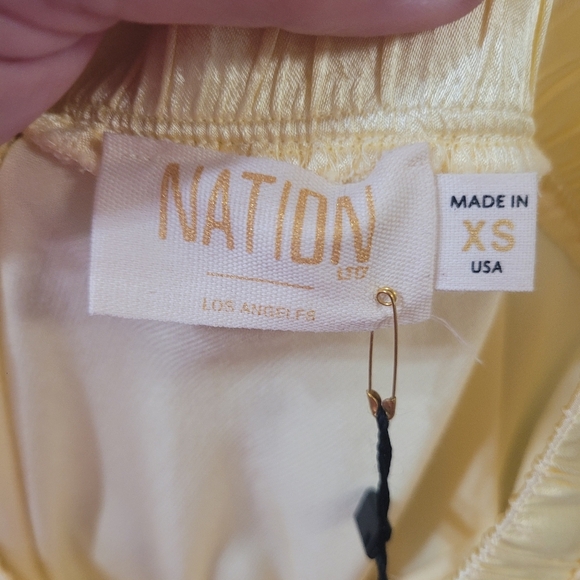 NATION
LTD
LOS ANGELES
MADE IN
XS
USA